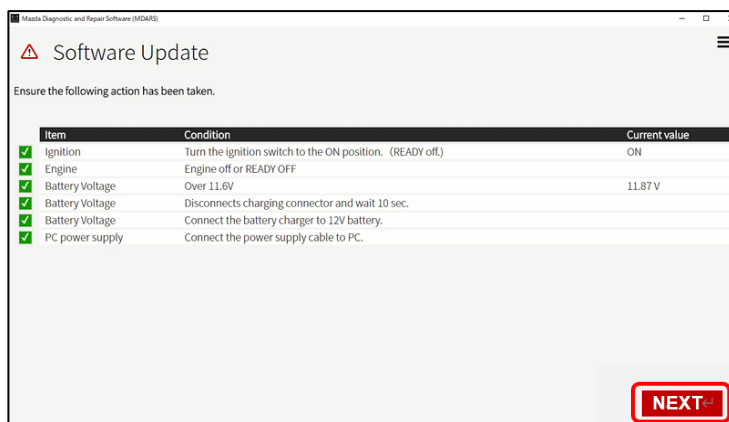 Mazda Diagnostic and Repair Software (MDARS)
Software Update
Ensure the following action has been taken.
Item Condition Current value
Ignition Turn the ignition switch to the ON position. (READY off.) ON
Engine Engine off or READY OFF
Battery Voltage Over 11.6V 11.87 V
Battery Voltage Disconnects charging connector and wait 10 sec.
Battery Voltage Connect the battery charger to 12V battery.
PC power supply Connect the power supply cable to PC.
NEXT↵